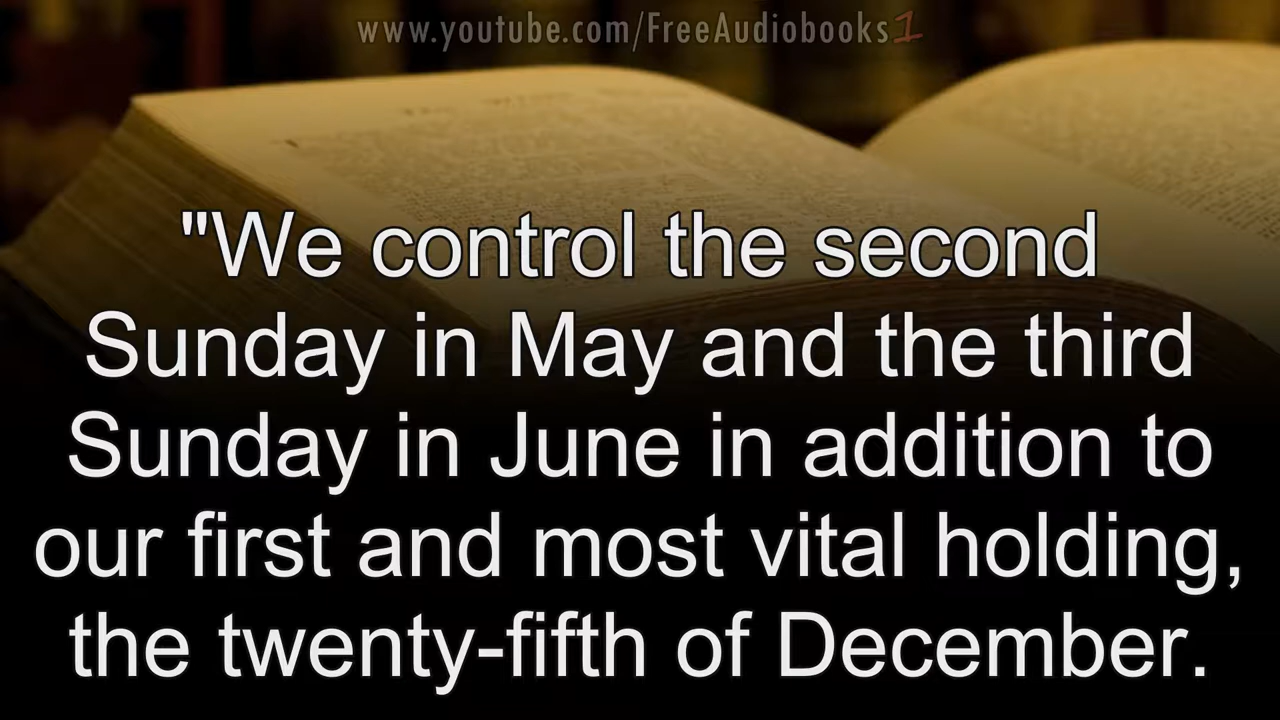 www.youtube.com/FreeAudiobooks1
"We control the second
Sunday in May and the third
Sunday in June in addition to
our first and most vital holding,
the twenty-fifth of December.